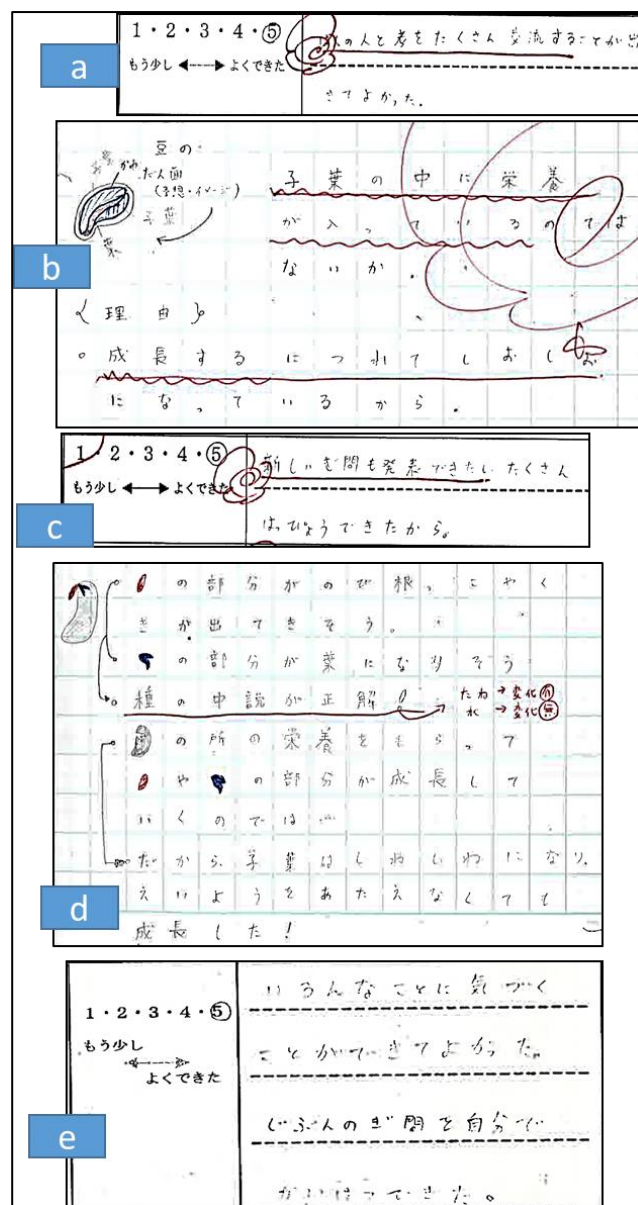 a
1・2・3・4・⑤
もう少し ◀---▶ よくできた
の人と考をたくさん交流することが出
きてよかった。
b
豆の
かわ
だん面
(予想・イメージ)
子葉
葉
子葉の中に栄養
が入っているのでは
ないか。
〈理由〉
○成長するにつれてしおしお
になっているから。
c
1・2・3・4・⑤
もう少し ◀―▶ よくできた
新しいぎ問も発表できたし、たくさん
はっぴょうできたから。
d
の部分がのび根、にやく
きが出てきそう。
の部分が葉になりそう
種の中説が正解!
たね→変化有
水→変化無
の所の栄養をもらって
や の部分が成長して
いくのでは…
だから、子葉はしわしわになり、
えいようをあたえなくても
成長した!
e
1・2・3・4・⑤
もう少し
よくできた
いろんなことに気づく
ことができてよかった。
じぶんのぎ問を自分で
かいけつできた。